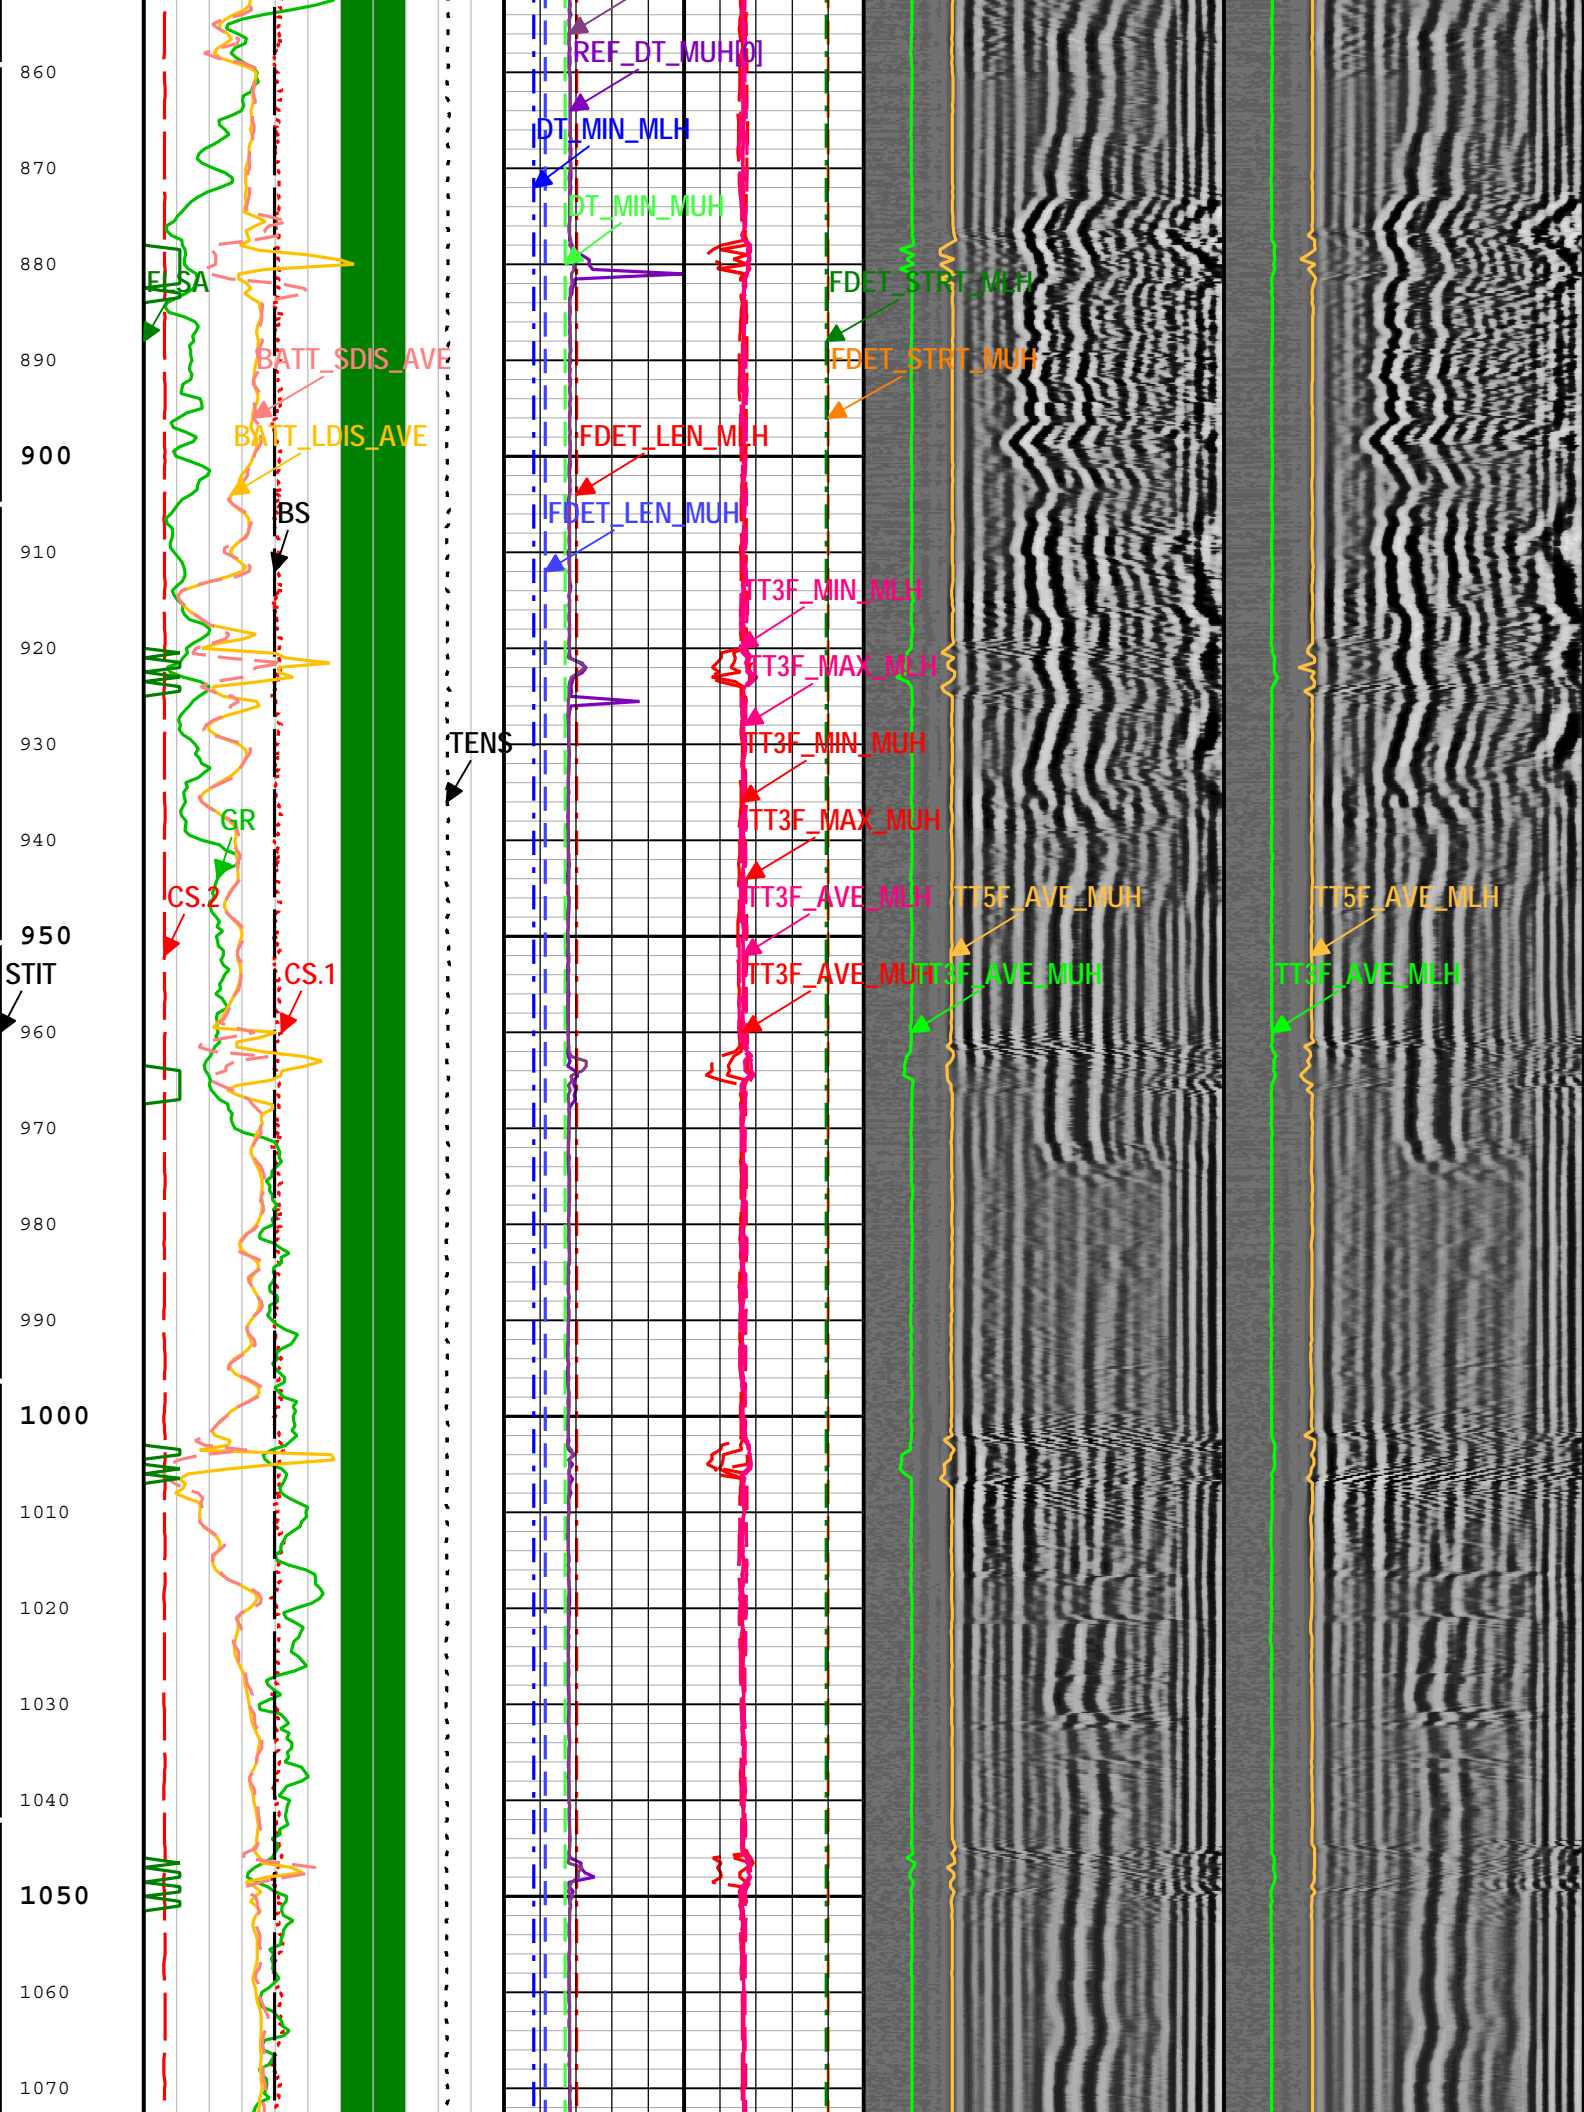 REF_DT_MUH[0]
860
DT_MIN_MLH
870
DT_MIN_MUH
880
FDET_STRT_MLH
890
BATT_SDIS_AVE
FDET_STRT_MUH
BATT_LDIS_AVE
FDET_LEN_MLH
900
BS
FDET_LEN_MUH
910
TT3F_MIN_MLH
920
TT3F_MAX_MLH
930
TENS
TT3F_MIN_MUH
GR
TT3F_MAX_MUH
940
CS.2
TT3F_AVE_MLH
TT5F_AVE_MUH
TT5F_AVE_MLH
950
STIT
CS.1
TT3F_AVE_MUH
TT3F_AVE_MUH
TT3F_AVE_MLH
960
970
980
990
1000
1010
1020
1030
1040
1050
1060
1070